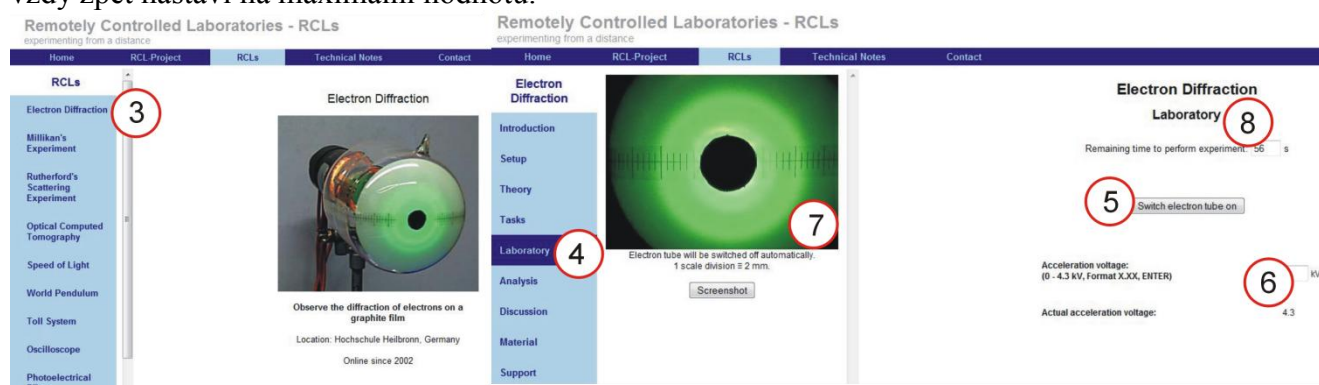 vždy zpět nastaví na maximální hodnotu.
Remotely Controlled Laboratories - RCLs
experimenting from a distance
Home RCL-Project RCLs Technical Notes Contact
RCLs
Electron Diffraction
3
Millikan's
Experiment
Rutherford's
Scattering
Experiment
Optical Computed
Tomography
Speed of Light
World Pendulum
Toll System
Oscilloscope
Photoelectrical
Electron Diffraction
Observe the diffraction of electrons on a
graphite film
Location: Hochschule Heilbronn, Germany
Online since 2002
Remotely Controlled Laboratories - RCLs
experimenting from a distance
Home RCL-Project RCLs Technical Notes Contact
Electron
Diffraction
Introduction
Setup
Theory
Tasks
Laboratory
4
Analysis
Discussion
Material
Support
7
Electron tube will be switched off automatically.
1 scale division ≡ 2 mm.
Screenshot
Electron Diffraction
Laboratory
8
Remaining time to perform experiment: 56 s
5
Switch electron tube on
Acceleration voltage:
(0 - 4.3 kV, Format X.XX, ENTER)
6
Actual acceleration voltage: 4.3